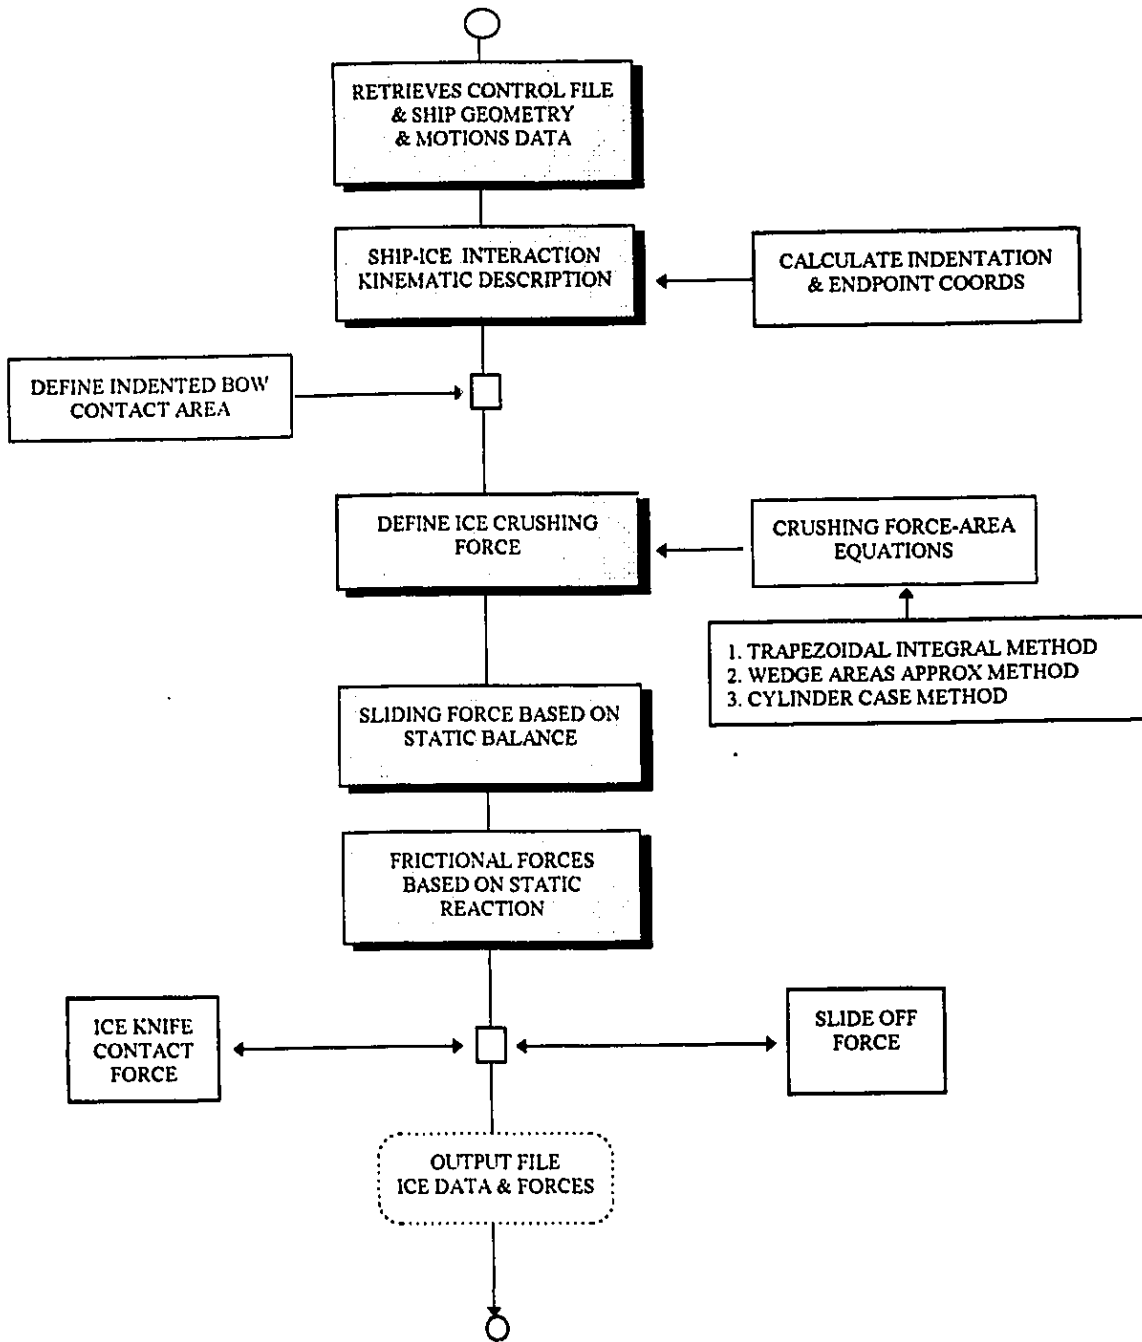 RETRIEVES CONTROL FILE
& SHIP GEOMETRY
& MOTIONS DATA
SHIP-ICE INTERACTION
KINEMATIC DESCRIPTION
CALCULATE INDENTATION
& ENDPOINT COORDS
DEFINE INDENTED BOW
CONTACT AREA
DEFINE ICE CRUSHING
FORCE
CRUSHING FORCE-AREA
EQUATIONS
1. TRAPEZOIDAL INTEGRAL METHOD
2. WEDGE AREAS APPROX METHOD
3. CYLINDER CASE METHOD
SLIDING FORCE BASED ON
STATIC BALANCE
FRICTIONAL FORCES
BASED ON STATIC
REACTION
ICE KNIFE
CONTACT
FORCE
SLIDE OFF
FORCE
OUTPUT FILE
ICE DATA & FORCES